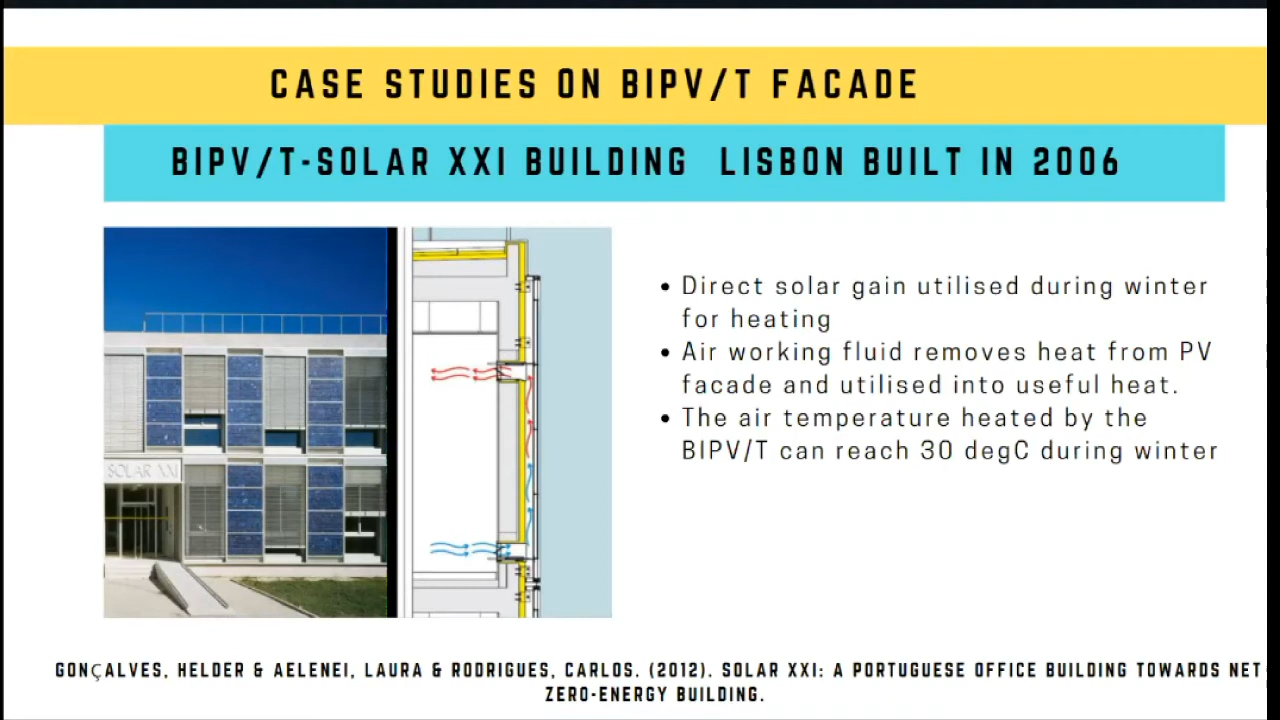 CASE STUDIES ON BIPV/T FACADE
BIPV/T-SOLAR XXI BUILDING LISBON BUILT IN 2006
SOLAR XXI
• Direct solar gain utilised during winter
for heating
• Air working fluid removes heat from PV
facade and utilised into useful heat.
• The air temperature heated by the
BIPV/T can reach 30 degC during winter
GONÇALVES, HELDER & AELENEI, LAURA & RODRIGUES, CARLOS. (2012). SOLAR XXI: A PORTUGUESE OFFICE BUILDING TOWARDS NET
ZERO-ENERGY BUILDING.